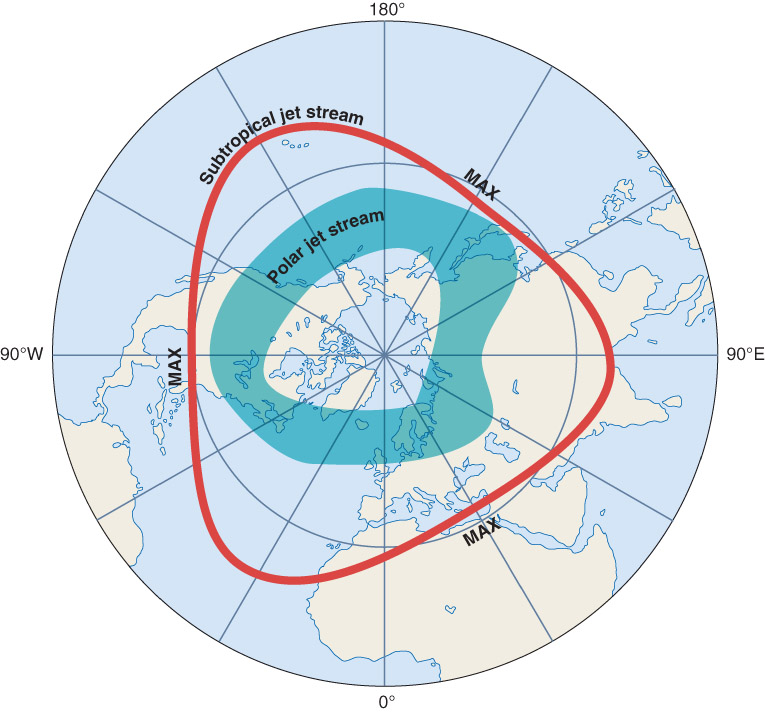 180°
Subtropical jet stream
MAX
Polar jet stream
90°W
90°E
MAX
MAX
0°